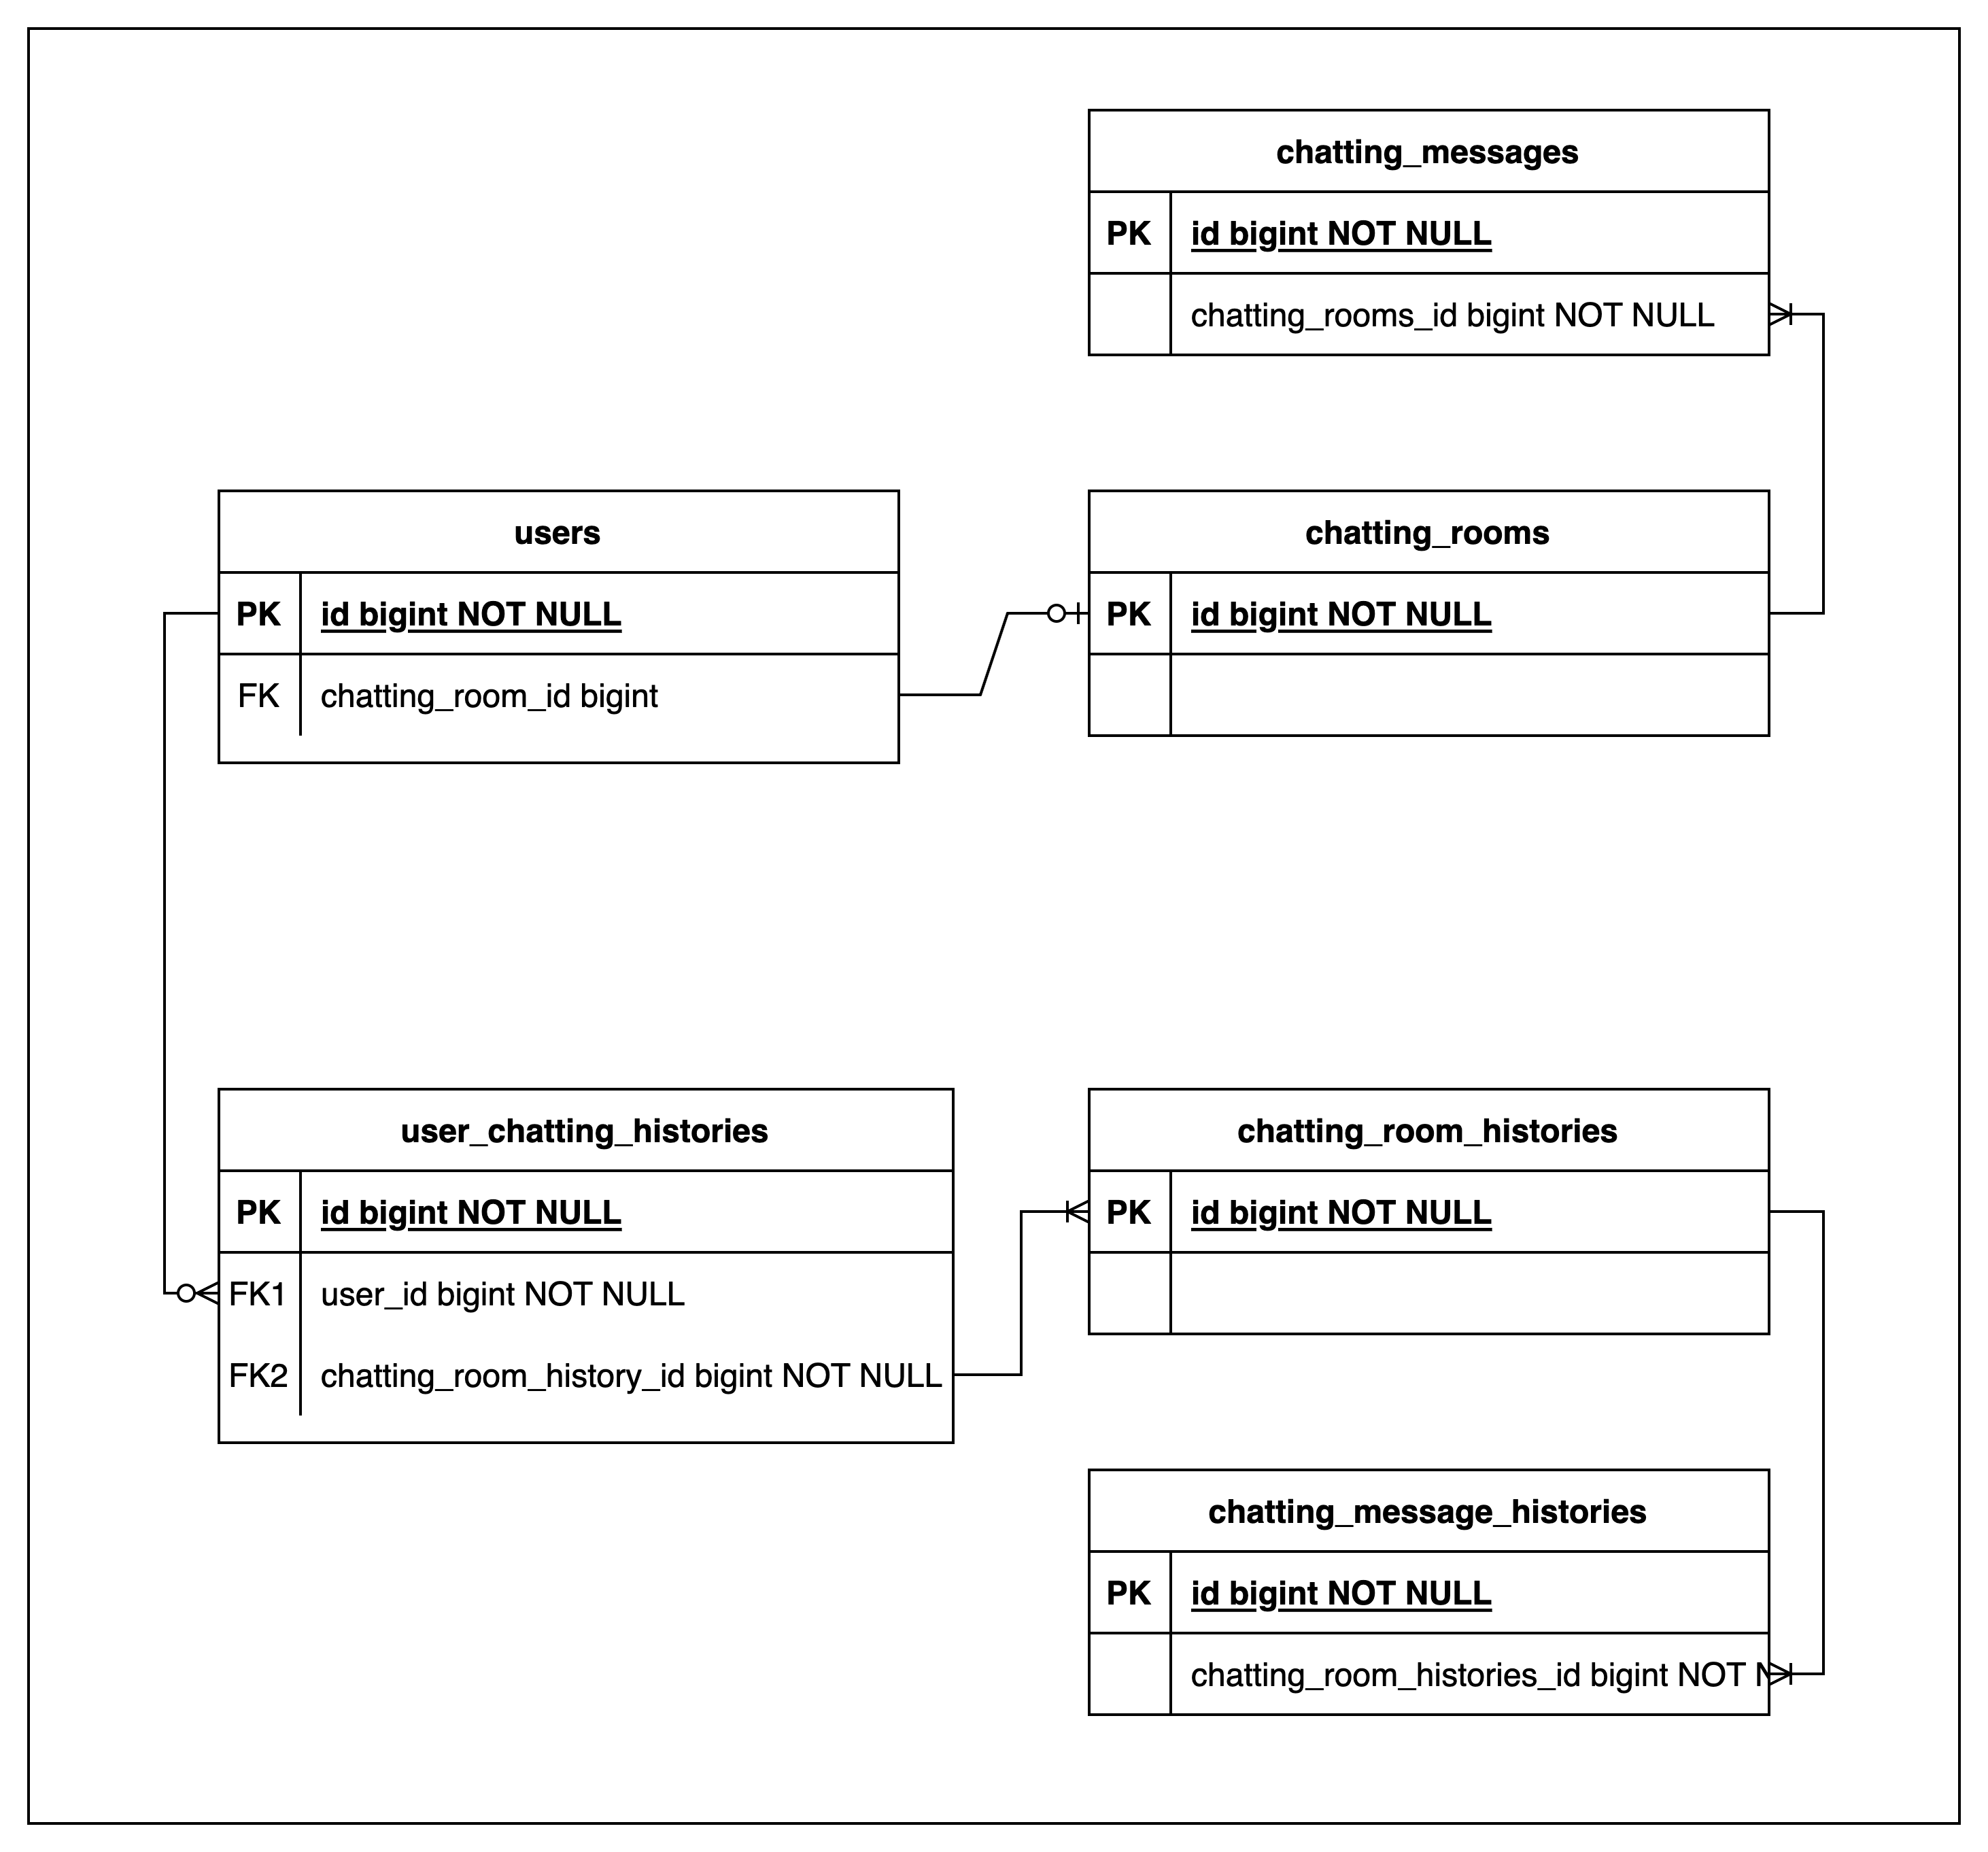 chatting_messages
PK id bigint NOT NULL
chatting_rooms_id bigint NOT NULL
users
PK id bigint NOT NULL
FK chatting_room_id bigint
chatting_rooms
PK id bigint NOT NULL
user_chatting_histories
PK id bigint NOT NULL
FK1 user_id bigint NOT NULL
FK2 chatting_room_history_id bigint NOT NULL
chatting_room_histories
PK id bigint NOT NULL
chatting_message_histories
PK id bigint NOT NULL
chatting_room_histories_id bigint NOT N